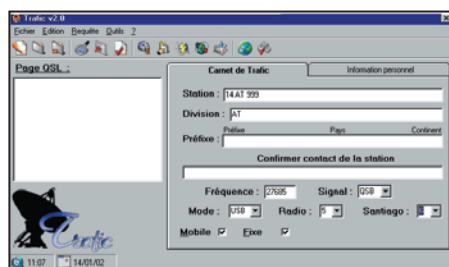 Trafic v2.0
Fichier Edition Requête Outils ?
Page QSL :
Carnet de Trafic Information personnel
Station : 14 AT 999
Division : AT
Préfixe Pays Continent
Préfixe :
Confirmer contact de la station
Fréquence : 27685 Signal : QSB
Mode : USB Radio : 5 Santiago :
Mobile Fixe
Trafic
11:07 14/01/02